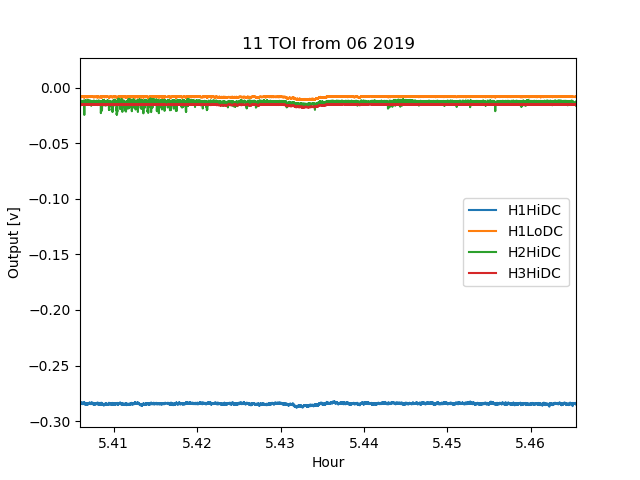 11 TOI from 06 2019
Output [v]
0.00
−0.05
−0.10
−0.15
−0.20
−0.25
−0.30
H1HiDC
H1LoDC
H2HiDC
H3HiDC
5.41 5.42 5.43 5.44 5.45 5.46
Hour